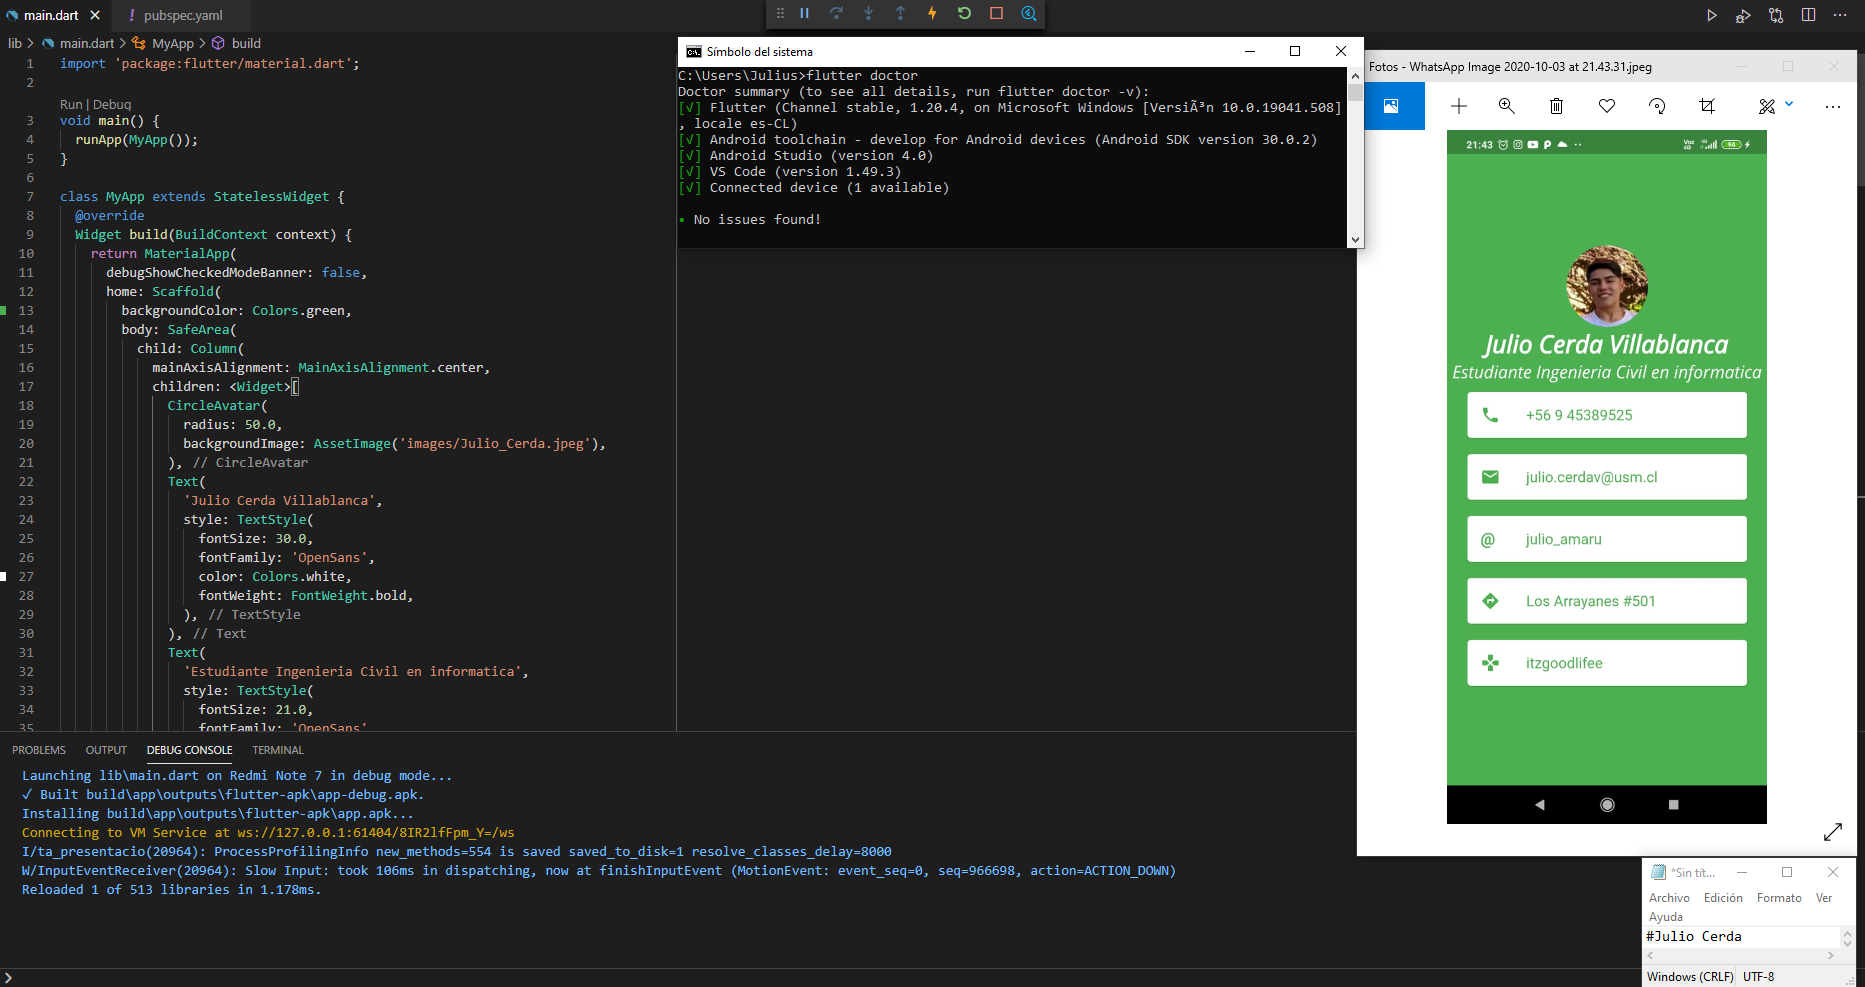 main.dart
pubspec.yaml
lib > main.dart > MyApp > build
1 import 'package:flutter/material.dart';
2
Run | Debug
3 void main() {
4 runApp(MyApp());
5 }
6
7 class MyApp extends StatelessWidget {
8 @override
9 Widget build(BuildContext context) {
10 return MaterialApp(
11 debugShowCheckedModeBanner: false,
12 home: Scaffold(
13 backgroundColor: Colors.green,
14 body: SafeArea(
15 child: Column(
16 mainAxisAlignment: MainAxisAlignment.center,
17 children: <Widget>[
18 CircleAvatar(
19 radius: 50.0,
20 backgroundImage: AssetImage('images/Julio_Cerda.jpeg'),
21 ), // CircleAvatar
22 Text(
23 'Julio Cerda Villablanca',
24 style: TextStyle(
25 fontSize: 30.0,
26 fontFamily: 'OpenSans',
27 color: Colors.white,
28 fontWeight: FontWeight.bold,
29 ), // TextStyle
30 ), // Text
31 Text(
32 'Estudiante Ingenieria Civil en informatica',
33 style: TextStyle(
34 fontSize: 21.0,
35 fontFamily: 'OpenSans'
Símbolo del sistema
C:\Users\Julius>flutter doctor
Doctor summary (to see all details, run flutter doctor -v):
[√] Flutter (Channel stable, 1.20.4, on Microsoft Windows [VersiÃ³n 10.0.19041.508]
, locale es-CL)
[√] Android toolchain - develop for Android devices (Android SDK version 30.0.2)
[√] Android Studio (version 4.0)
[√] VS Code (version 1.49.3)
[√] Connected device (1 available)
• No issues found!
Fotos - WhatsApp Image 2020-10-03 at 21.43.31.jpeg
21:43
94
Julio Cerda Villablanca
Estudiante Ingenieria Civil en informatica
+56 9 45389525
julio.cerdav@usm.cl
@ julio_amaru
Los Arrayanes #501
itzgoodlifee
PROBLEMS OUTPUT DEBUG CONSOLE TERMINAL
Launching lib\main.dart on Redmi Note 7 in debug mode...
✓ Built build\app\outputs\flutter-apk\app-debug.apk.
Installing build\app\outputs\flutter-apk\app.apk...
Connecting to VM Service at ws://127.0.0.1:61404/8IR2lfFpm_Y=/ws
I/ta_presentacio(20964): ProcessProfilingInfo new_methods=554 is saved saved_to_disk=1 resolve_classes_delay=8000
W/InputEventReceiver(20964): Slow Input: took 106ms in dispatching, now at finishInputEvent (MotionEvent: event_seq=0, seq=966698, action=ACTION_DOWN)
Reloaded 1 of 513 libraries in 1.178ms.
*Sin tít...
Archivo Edición Formato Ver
Ayuda
#Julio Cerda
Windows (CRLF) UTF-8